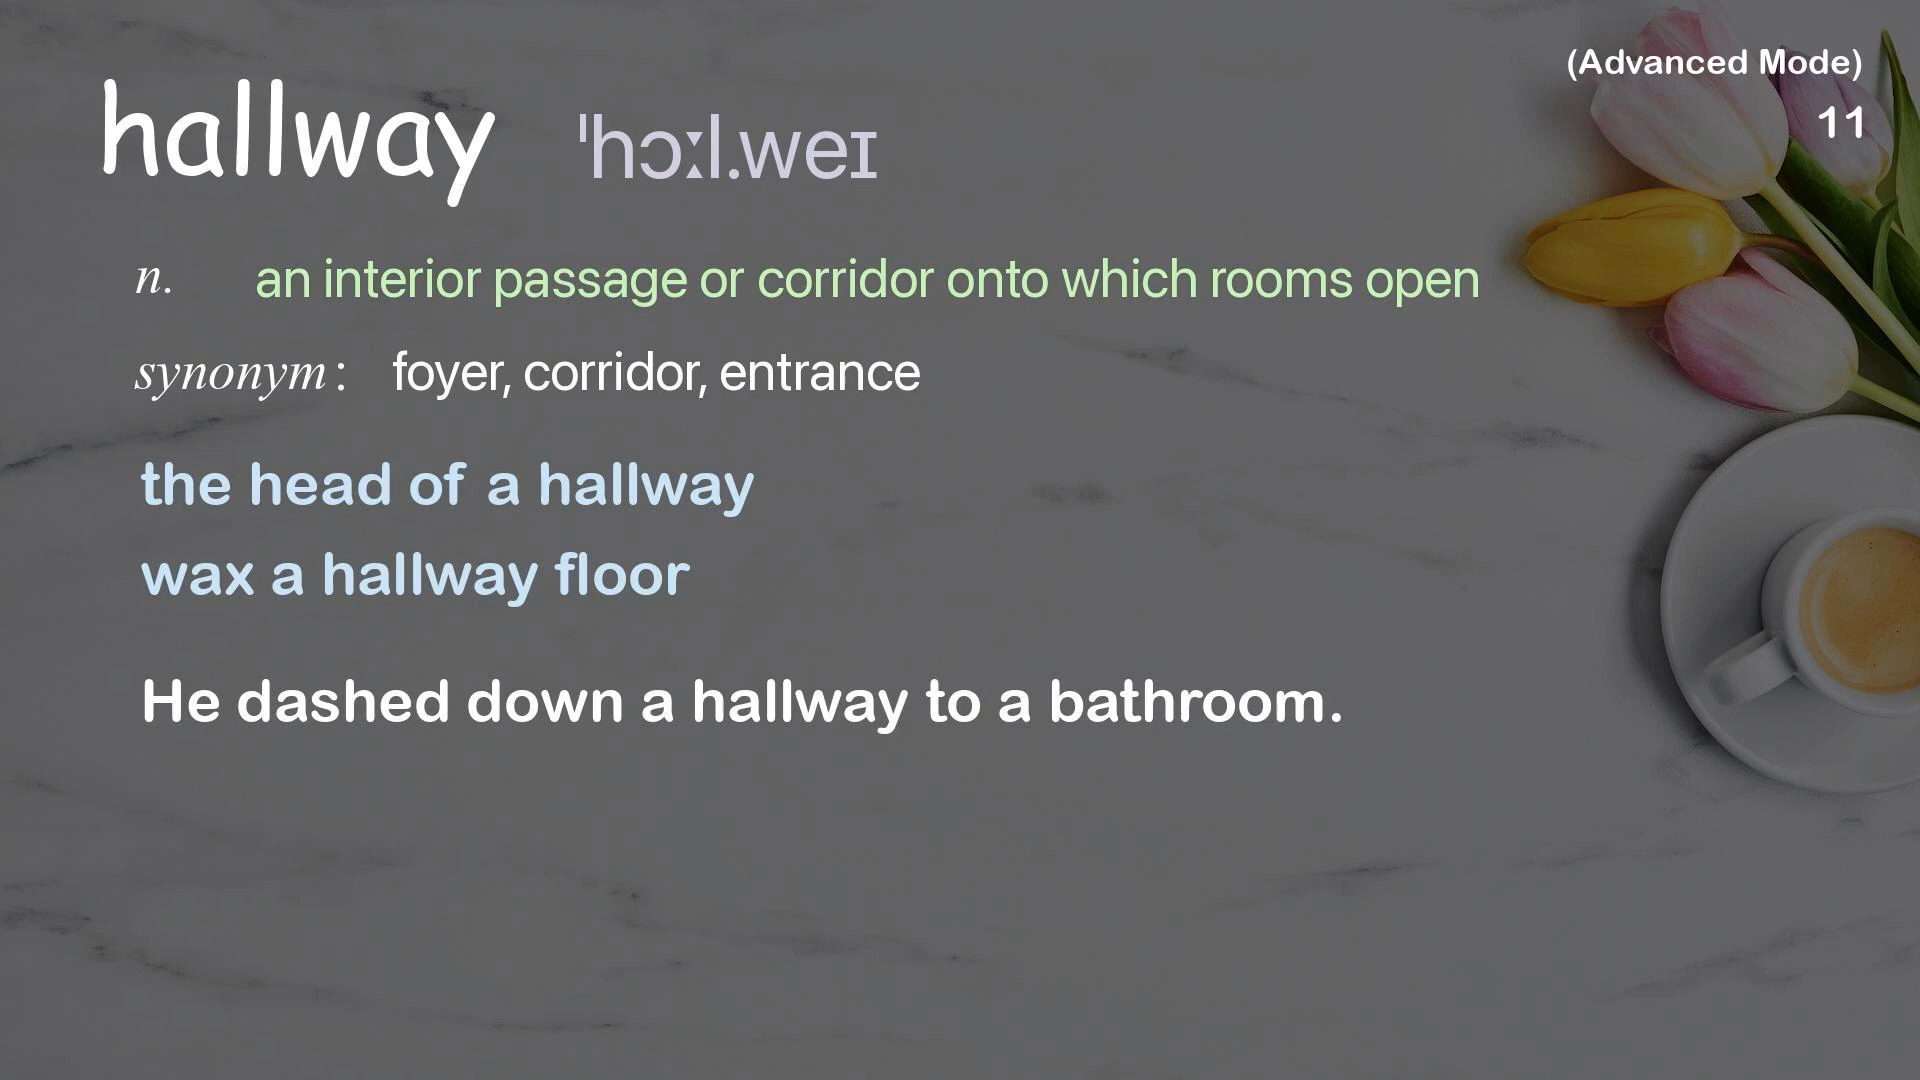 (Advanced Mode)
11
hallway ˈhɔːl.weɪ
n. an interior passage or corridor onto which rooms open
synonym: foyer, corridor, entrance
the head of a hallway
wax a hallway floor
He dashed down a hallway to a bathroom.